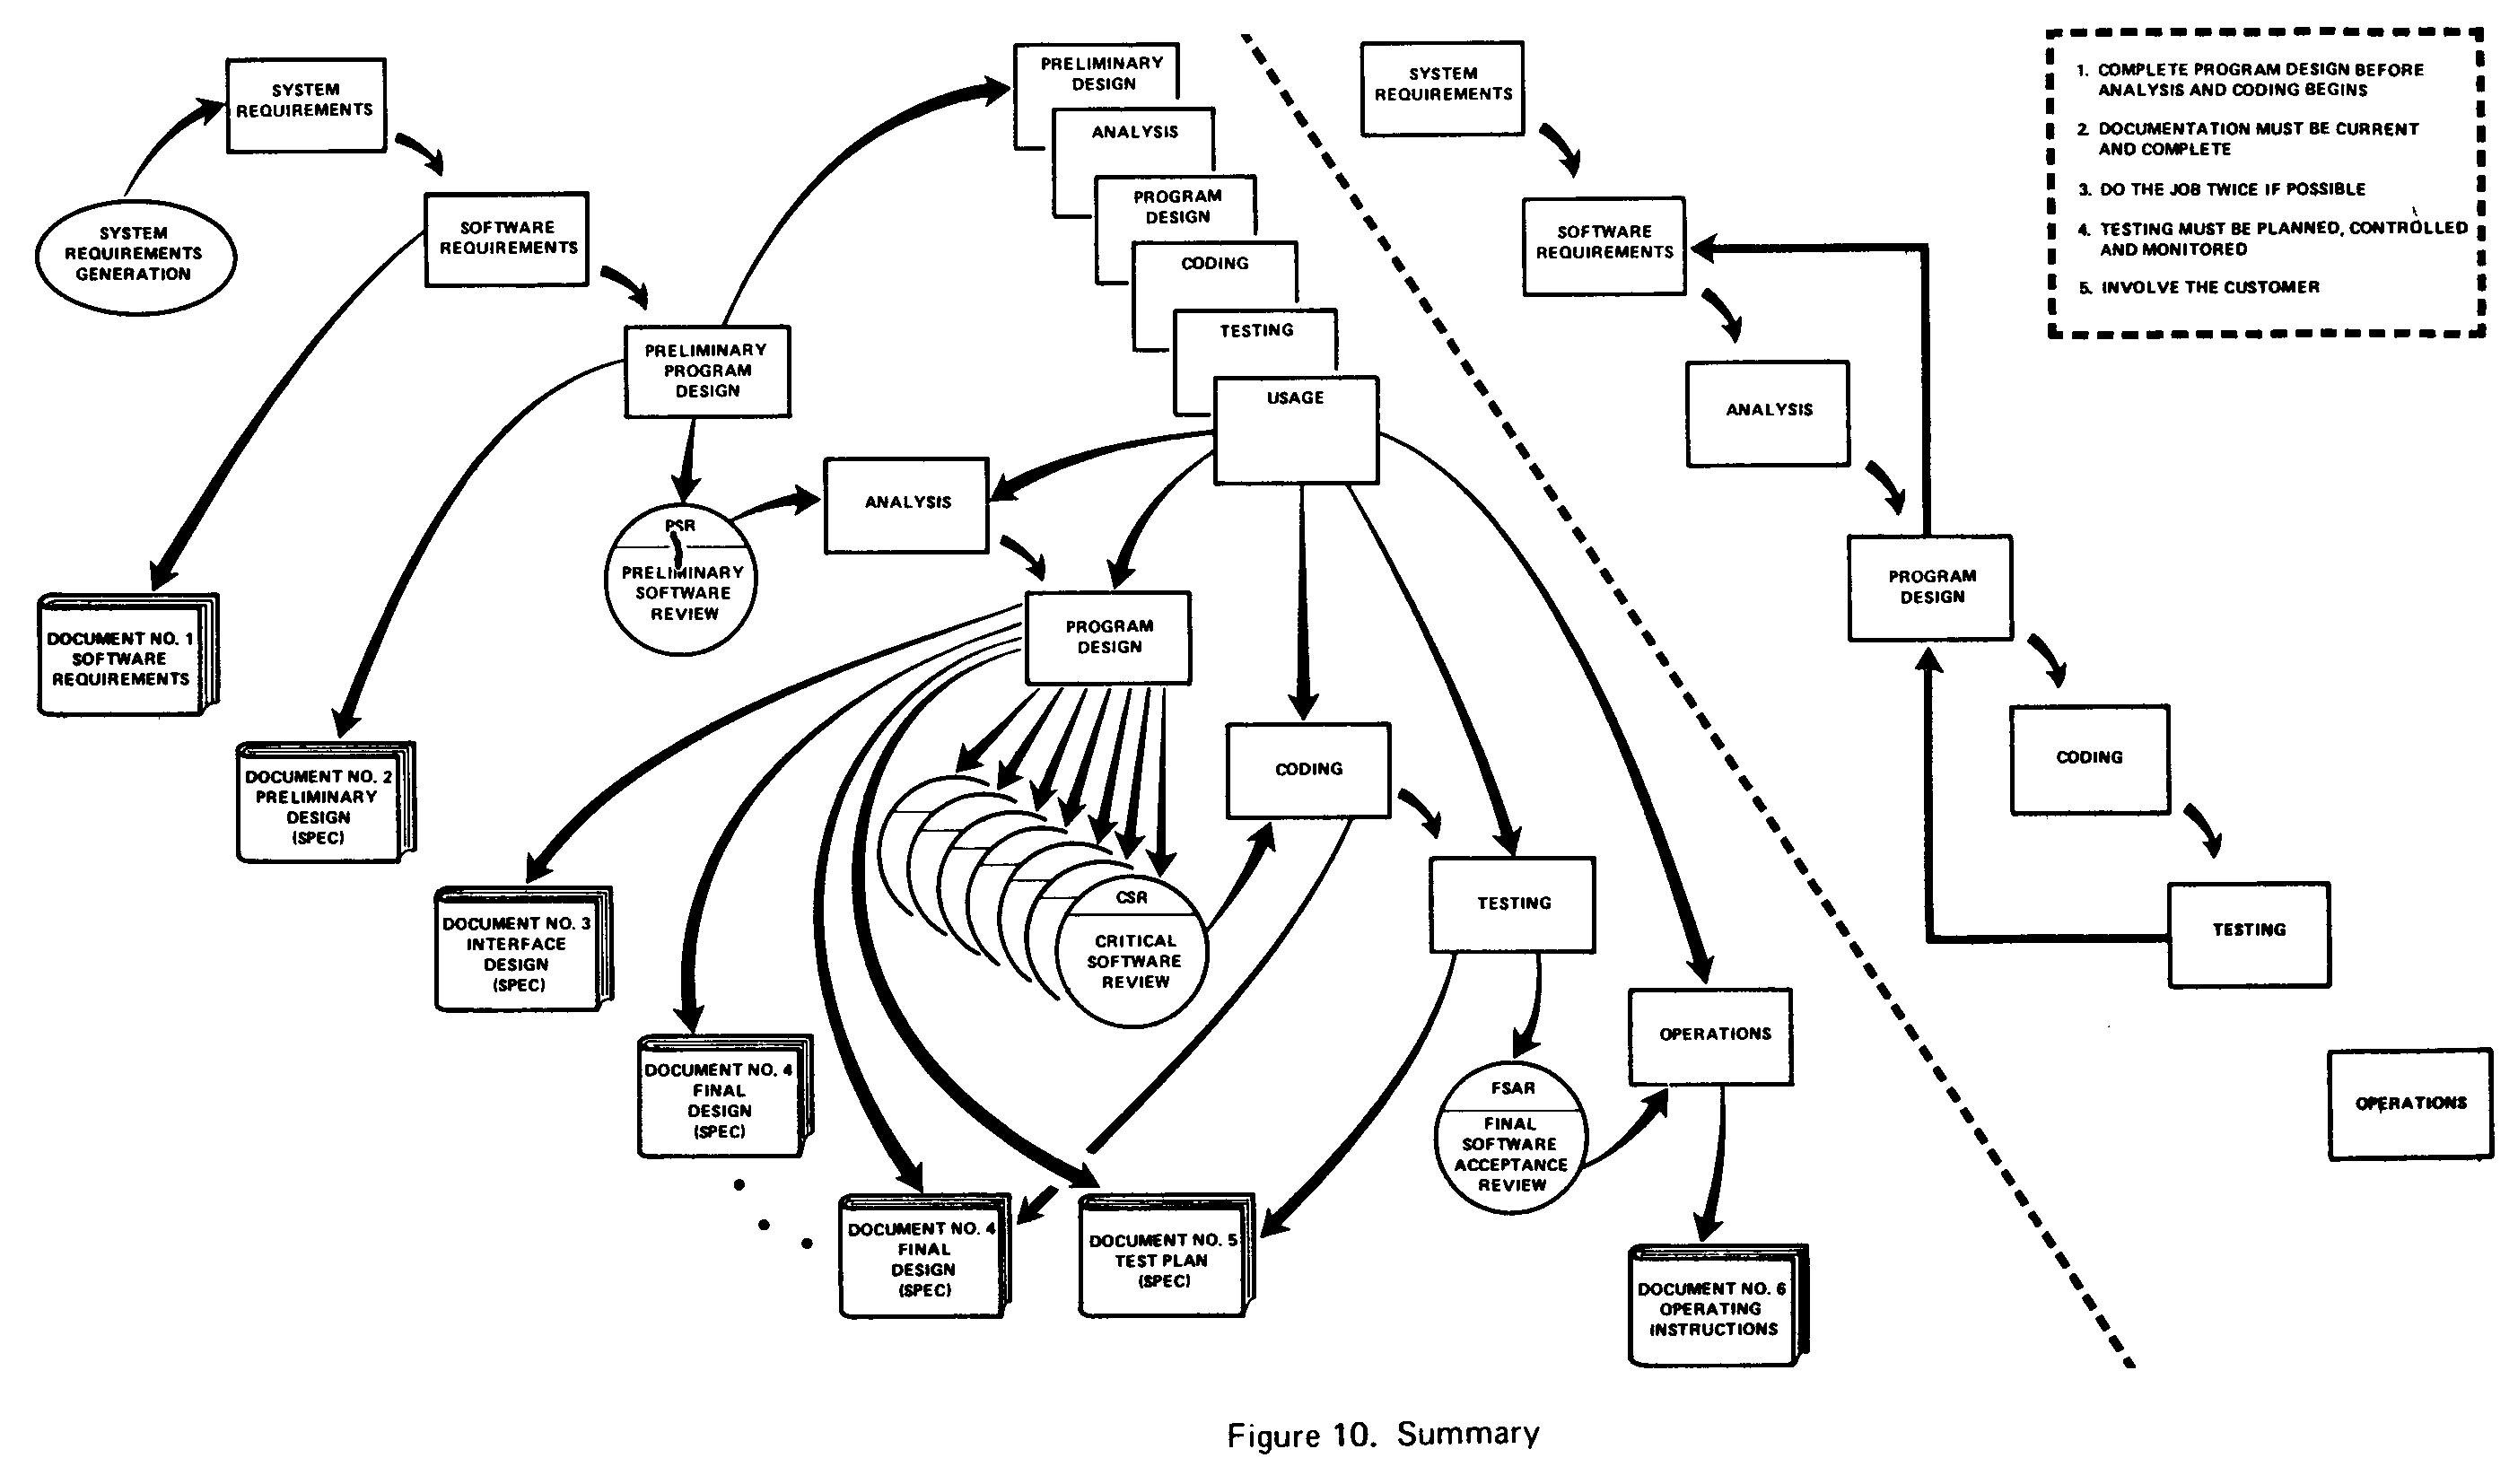 SYSTEM
REQUIREMENTS
SYSTEM
REQUIREMENTS
GENERATION
SOFTWARE
REQUIREMENTS
PRELIMINARY
PROGRAM
DESIGN
PRELIMINARY
DESIGN
ANALYSIS
PROGRAM
DESIGN
CODING
TESTING
USAGE
PSR
PRELIMINARY
SOFTWARE
REVIEW
ANALYSIS
PROGRAM
DESIGN
CSR
CRITICAL
SOFTWARE
REVIEW
CODING
TESTING
FSAR
FINAL
SOFTWARE
ACCEPTANCE
REVIEW
OPERATIONS
DOCUMENT NO. 1
SOFTWARE
REQUIREMENTS
DOCUMENT NO. 2
PRELIMINARY
DESIGN
(SPEC)
DOCUMENT NO. 3
INTERFACE
DESIGN
(SPEC)
DOCUMENT NO. 4
FINAL
DESIGN
(SPEC)
DOCUMENT NO. 4
FINAL
DESIGN
(SPEC)
DOCUMENT NO. 5
TEST PLAN
(SPEC)
DOCUMENT NO. 6
OPERATING
INSTRUCTIONS
SYSTEM
REQUIREMENTS
SOFTWARE
REQUIREMENTS
ANALYSIS
PROGRAM
DESIGN
CODING
TESTING
OPERATIONS
1. COMPLETE PROGRAM DESIGN BEFORE
ANALYSIS AND CODING BEGINS
2. DOCUMENTATION MUST BE CURRENT
AND COMPLETE
3. DO THE JOB TWICE IF POSSIBLE
4. TESTING MUST BE PLANNED, CONTROLLED
AND MONITORED
5. INVOLVE THE CUSTOMER
Figure 10. Summary